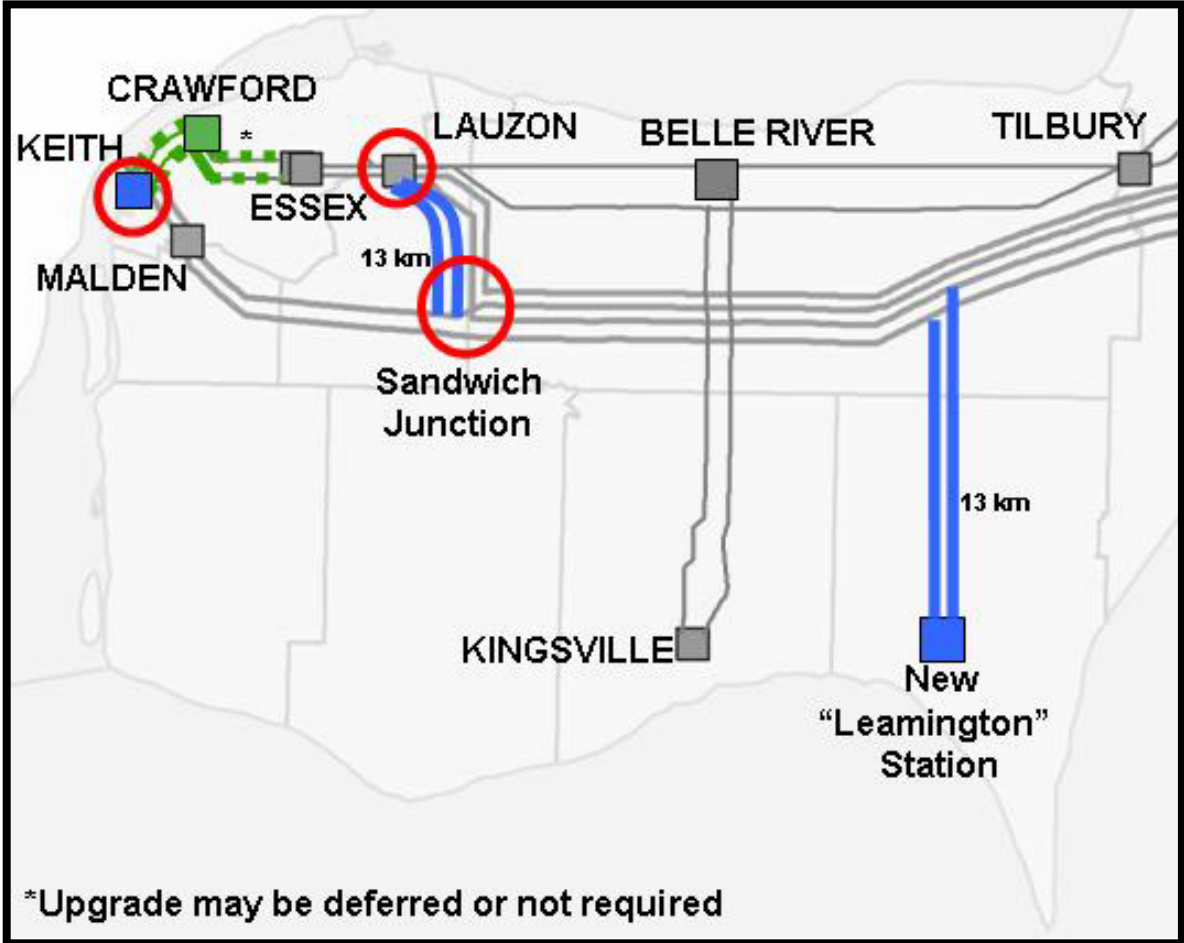 CRAWFORD
KEITH
*
LAUZON
BELLE RIVER
TILBURY
ESSEX
MALDEN
13 km
Sandwich
Junction
13 km
KINGSVILLE
New
“Leamington”
Station
*Upgrade may be deferred or not required